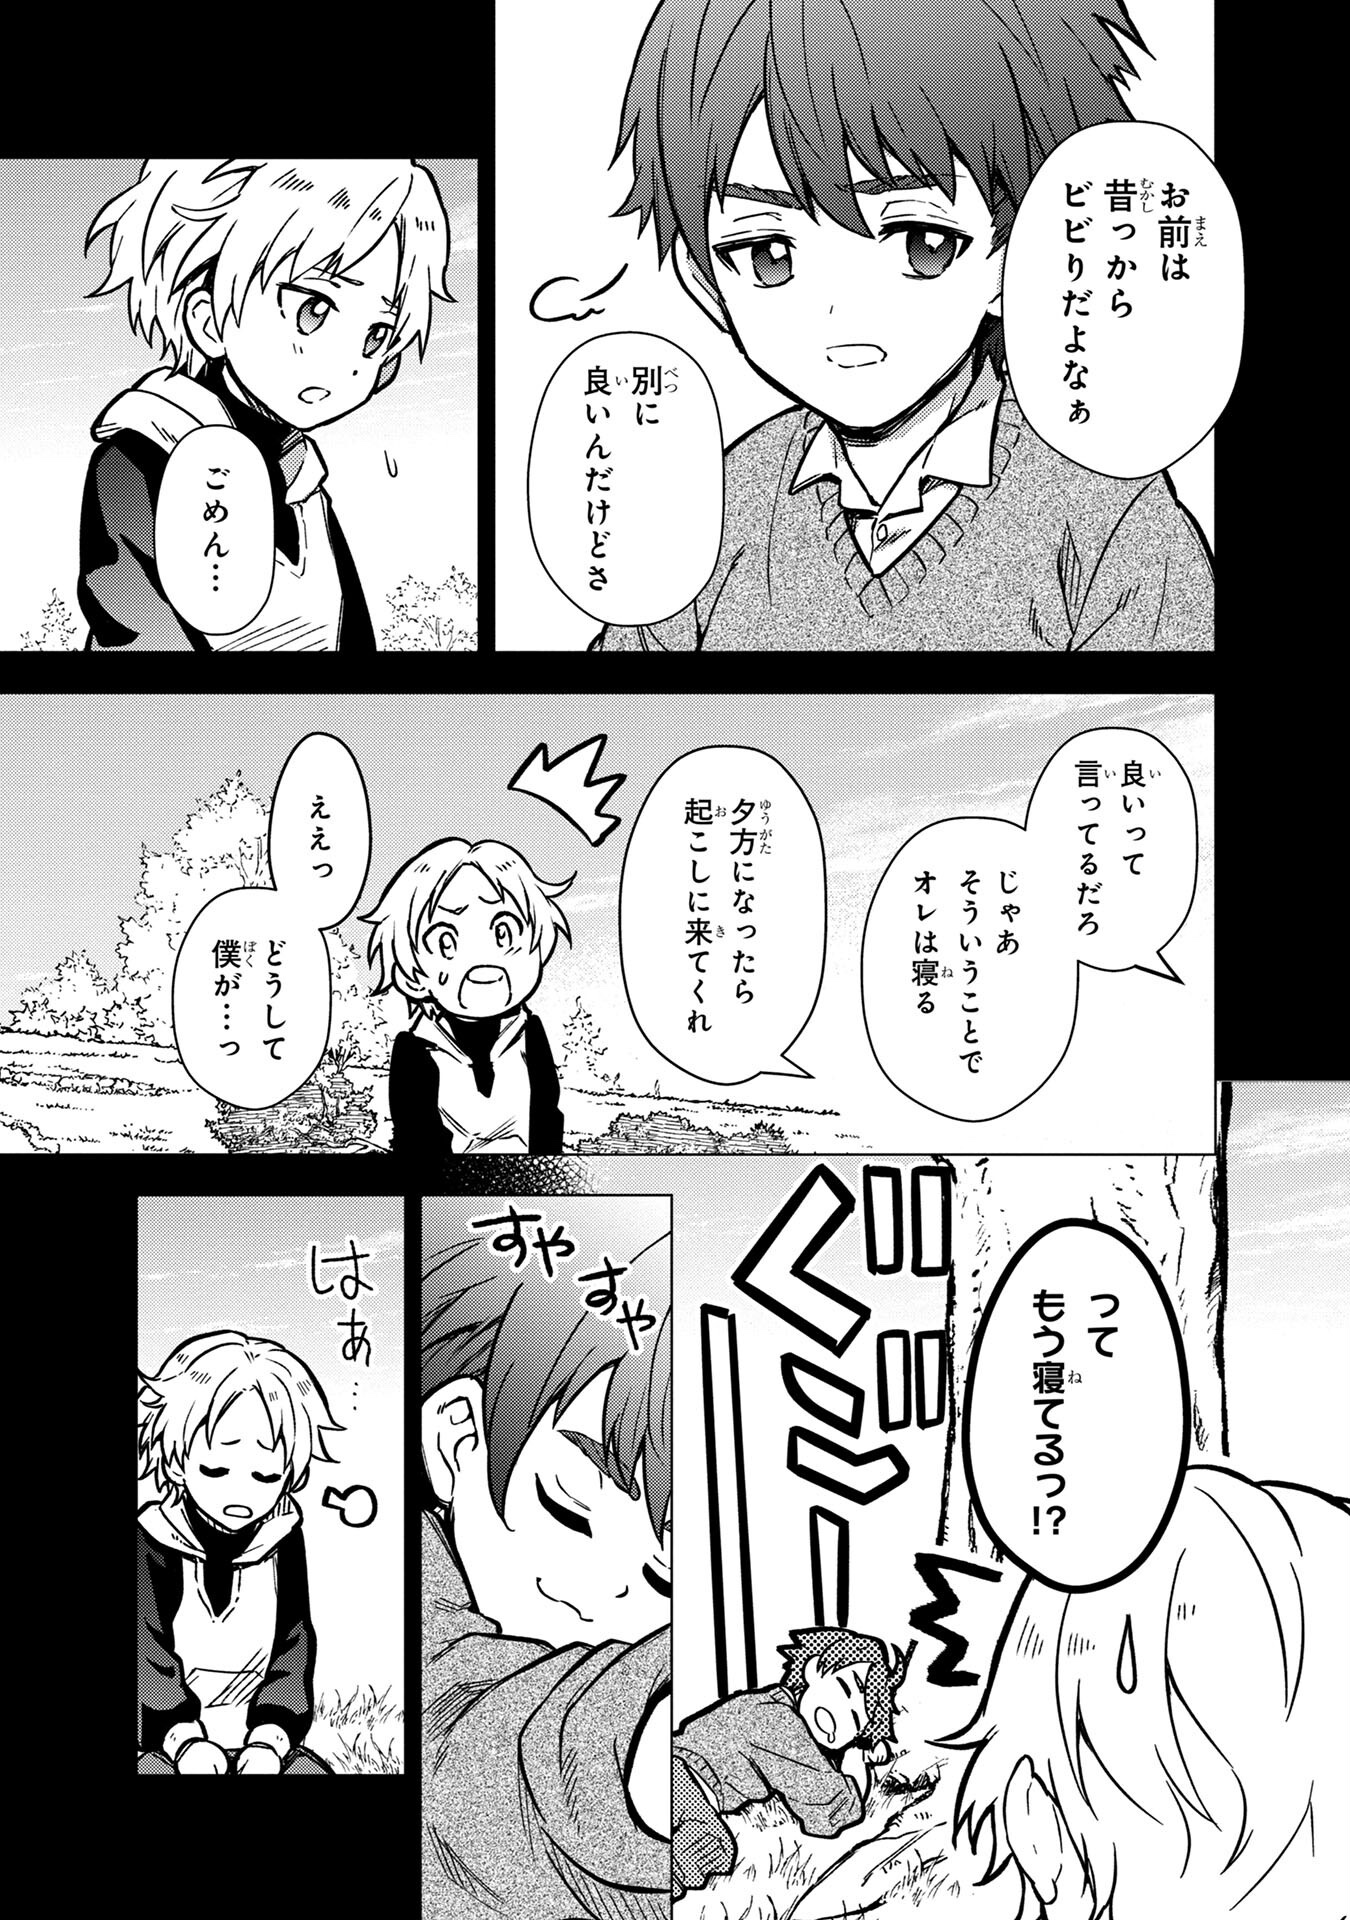 お前は
昔っから
ビビりだよなぁ
別に
良いんだけどさ
ごめん…
良いって
言ってるだろ
じゃあ
そういうことで
オレは寝る
夕方になったら
起こしに来てくれ
ええっ
どうして
僕が…っ
って
もう寝てるっ!?
ぐーーー
すや
すや
はぁ…